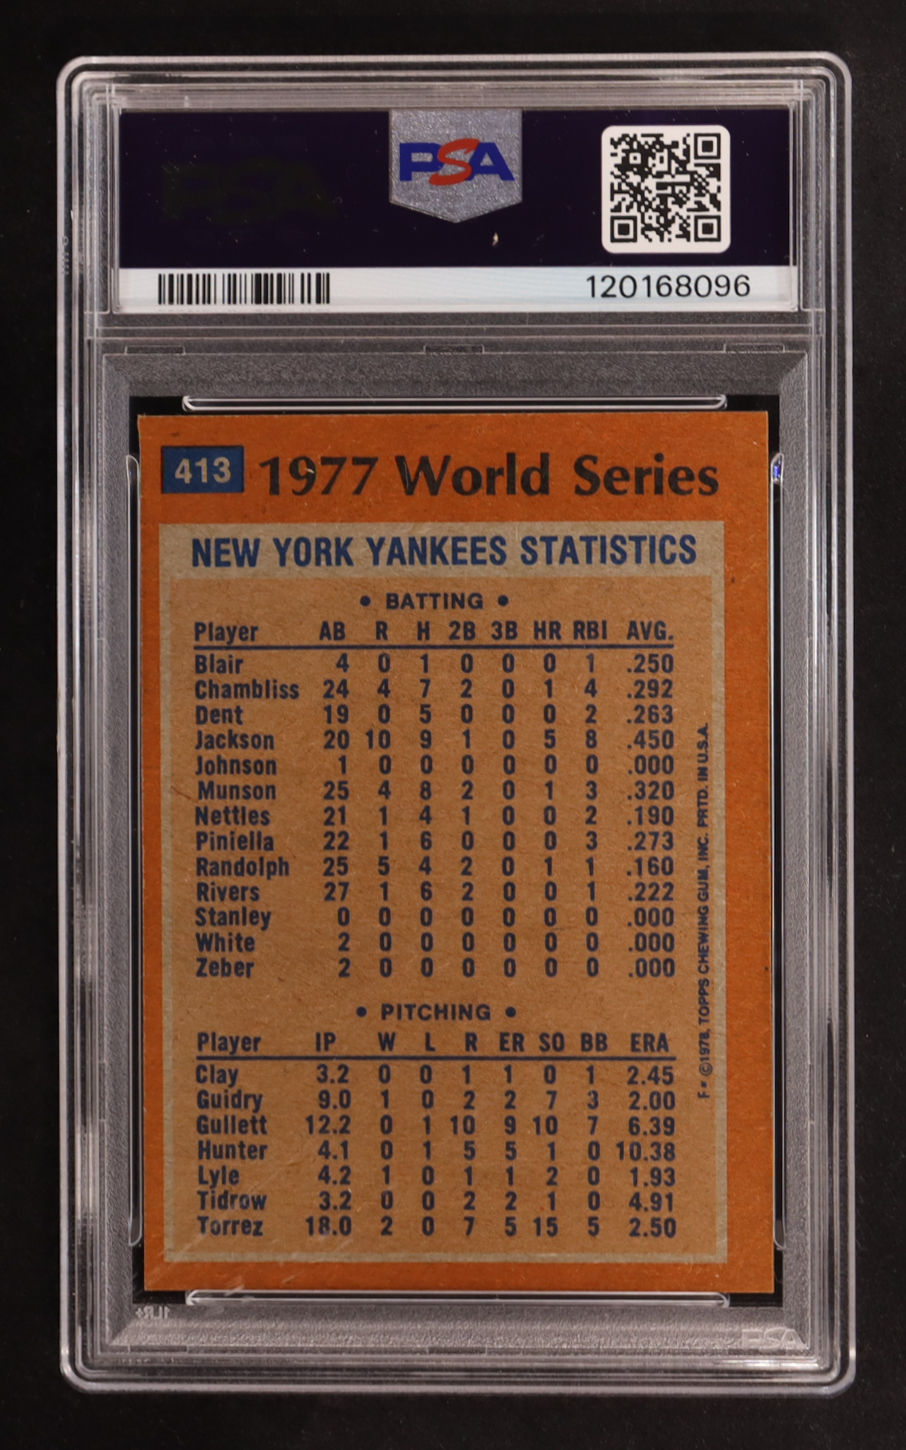 PSA
120168096
413 1977 World Series
NEW YORK YANKEES STATISTICS
• BATTING •
Player AB R H 2B 3B HR RBI AVG.
Blair 4 0 1 0 0 0 1 .250
Chambliss 24 4 7 2 0 1 4 .292
Dent 19 0 5 0 0 0 2 .263
Jackson 20 10 9 1 0 5 8 .450
Johnson 1 0 0 0 0 0 0 .000
Munson 25 4 8 2 0 1 3 .320
Nettles 21 1 4 1 0 0 2 .190
Piniella 22 1 6 0 0 0 3 .273
Randolph 25 5 4 2 0 1 1 .160
Rivers 27 1 6 2 0 0 1 .222
Stanley 0 0 0 0 0 0 0 .000
White 2 0 0 0 0 0 0 .000
Zeber 2 0 0 0 0 0 0 .000
• PITCHING •
Player IP W L R ER SO BB ERA
Clay 3.2 0 0 1 1 0 1 2.45
Guidry 9.0 1 0 2 2 7 3 2.00
Gullett 12.2 0 1 10 9 10 7 6.39
Hunter 4.1 0 1 5 5 1 0 10.38
Lyle 4.2 1 0 1 1 2 0 1.93
Tidrow 3.2 0 0 2 2 1 0 4.91
Torrez 18.0 2 0 7 5 15 5 2.50
F* ©1978, TOPPS CHEWING GUM, INC. PRTD. IN U.S.A.
PSA